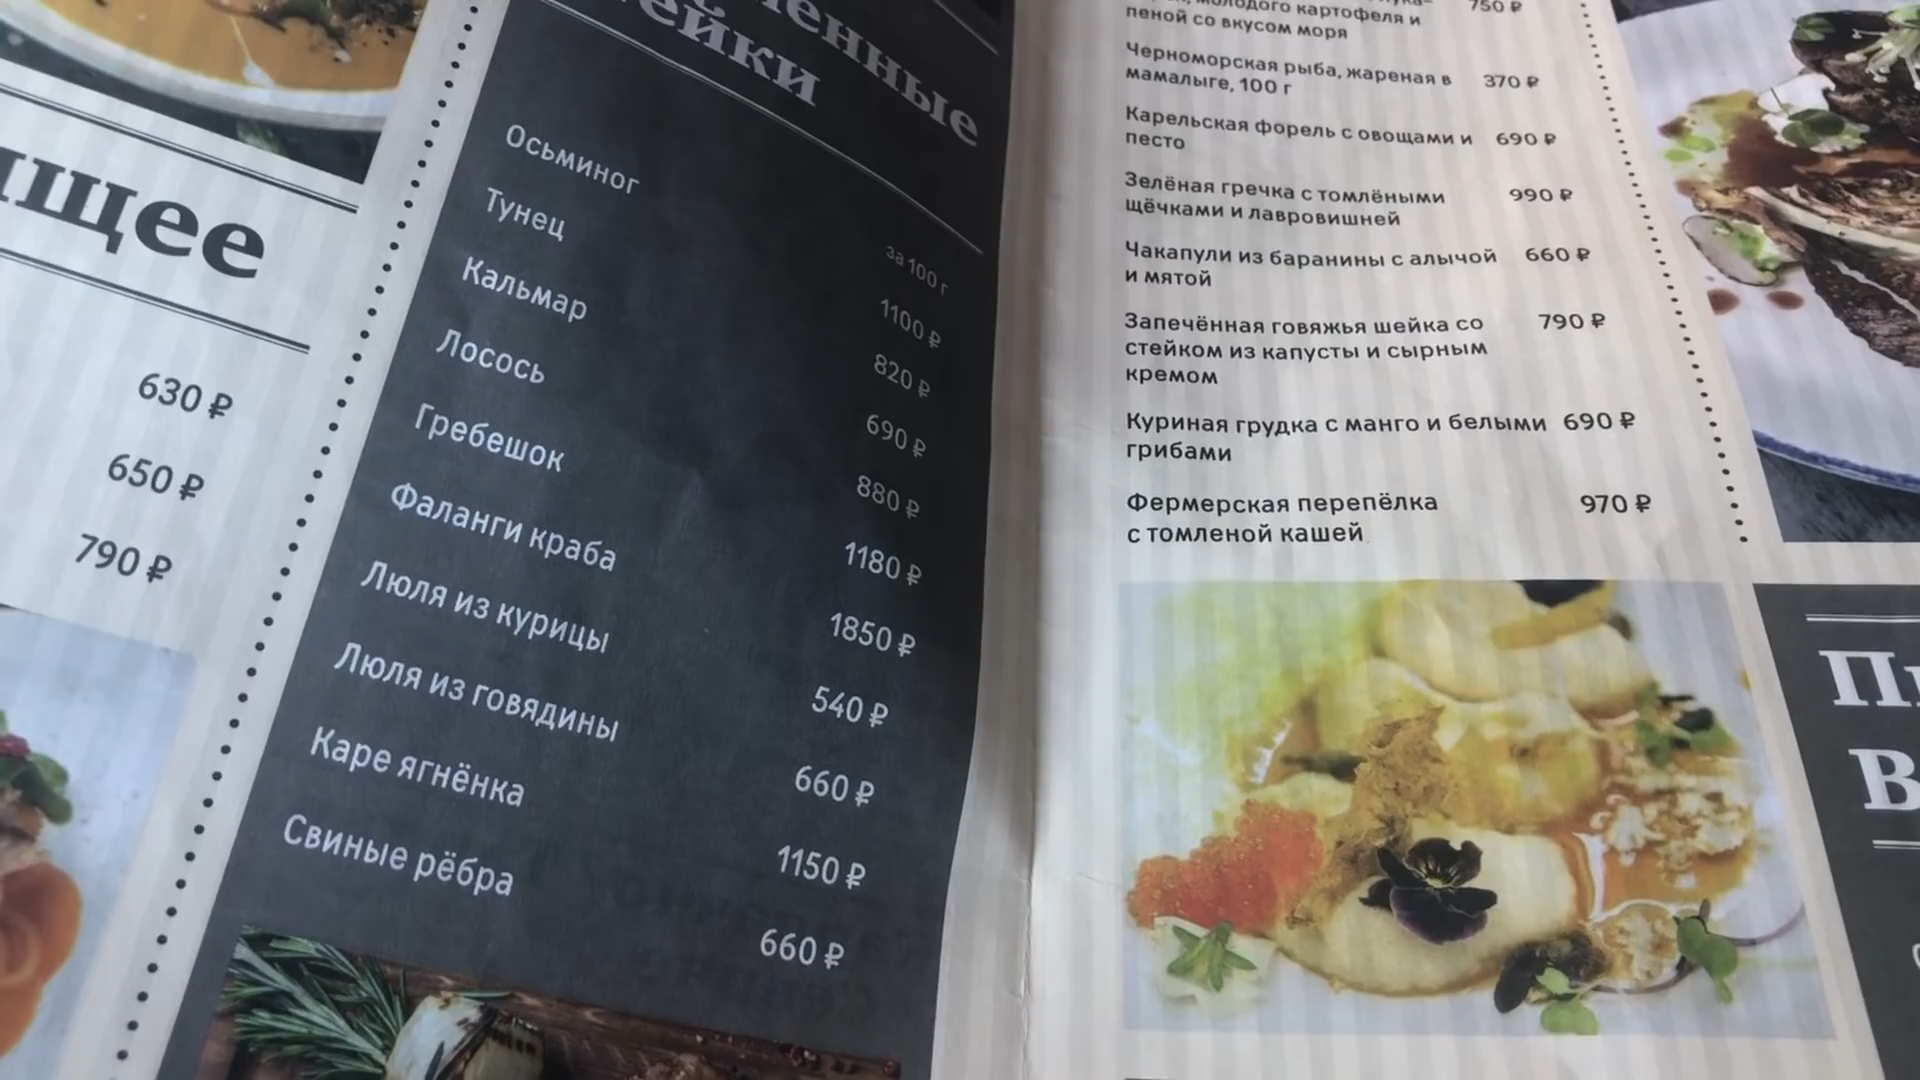 630 ₽
650 ₽
790 ₽
за 100 г
Осьминог 1100 ₽
Тунец 820 ₽
Кальмар 690 ₽
Лосось 880 ₽
Гребешок 1180 ₽
Фаланги краба 1850 ₽
Люля из курицы 540 ₽
Люля из говядины 660 ₽
Каре ягнёнка 1150 ₽
Свиные рёбра 660 ₽
молодого картофеля и 750 ₽
пеной со вкусом моря
Черноморская рыба, жареная в 370 ₽
мамалыге, 100 г
Карельская форель с овощами и 690 ₽
песто
Зелёная гречка с томлёными 990 ₽
щёчками и лавровишней
Чакапули из баранины с алычой 660 ₽
и мятой
Запечённая говяжья шейка со 790 ₽
стейком из капусты и сырным
кремом
Куриная грудка с манго и белыми 690 ₽
грибами
Фермерская перепёлка 970 ₽
с томленой кашей